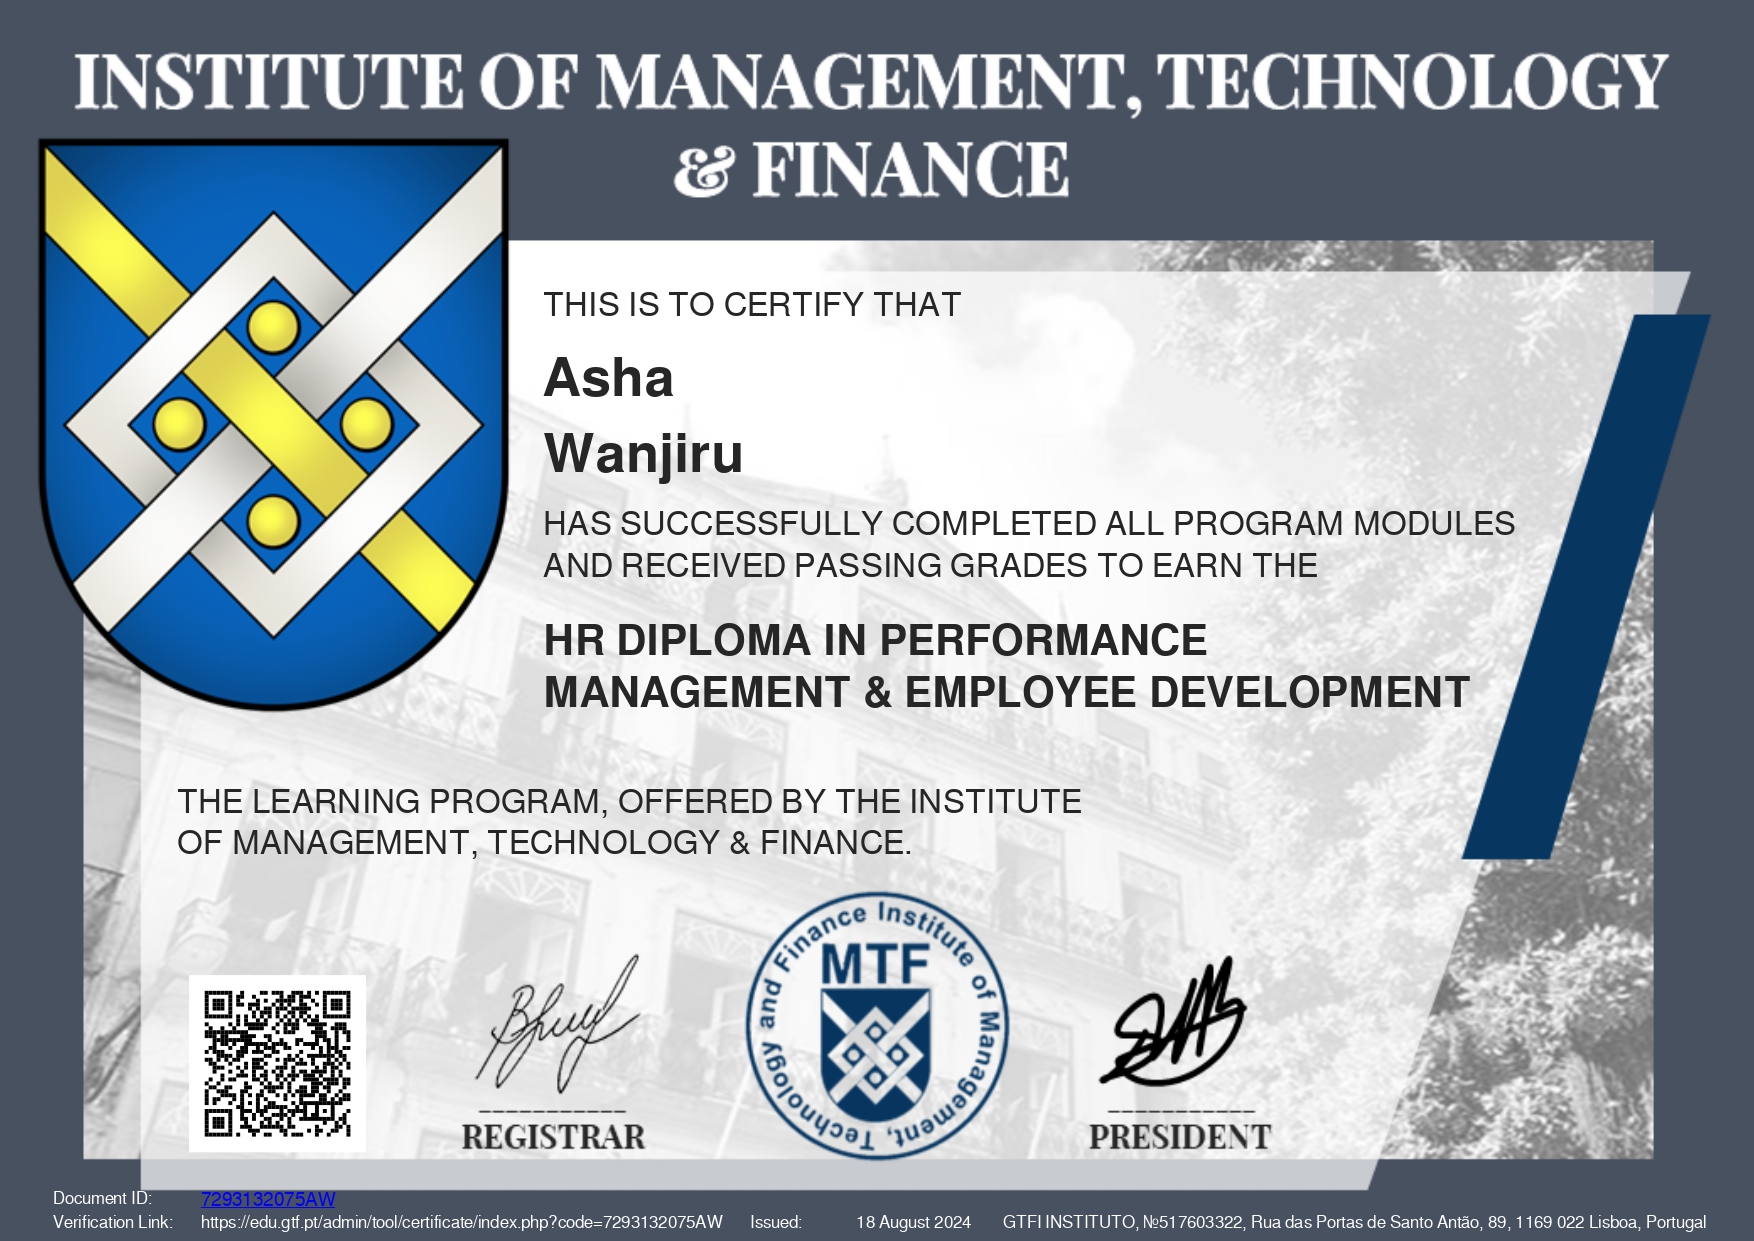 INSTITUTE OF MANAGEMENT, TECHNOLOGY
& FINANCE
THIS IS TO CERTIFY THAT
Asha
Wanjiru
HAS SUCCESSFULLY COMPLETED ALL PROGRAM MODULES
AND RECEIVED PASSING GRADES TO EARN THE
HR DIPLOMA IN PERFORMANCE
MANAGEMENT & EMPLOYEE DEVELOPMENT
THE LEARNING PROGRAM, OFFERED BY THE INSTITUTE
OF MANAGEMENT, TECHNOLOGY & FINANCE.
Institute of Management, Technology and Finance
MTF
REGISTRAR
PRESIDENT
Document ID: 7293132075AW
Verification Link: https://edu.gtf.pt/admin/tool/certificate/index.php?code=7293132075AW Issued: 18 August 2024 GTFI INSTITUTO, №517603322, Rua das Portas de Santo Antão, 89, 1169 022 Lisboa, Portugal